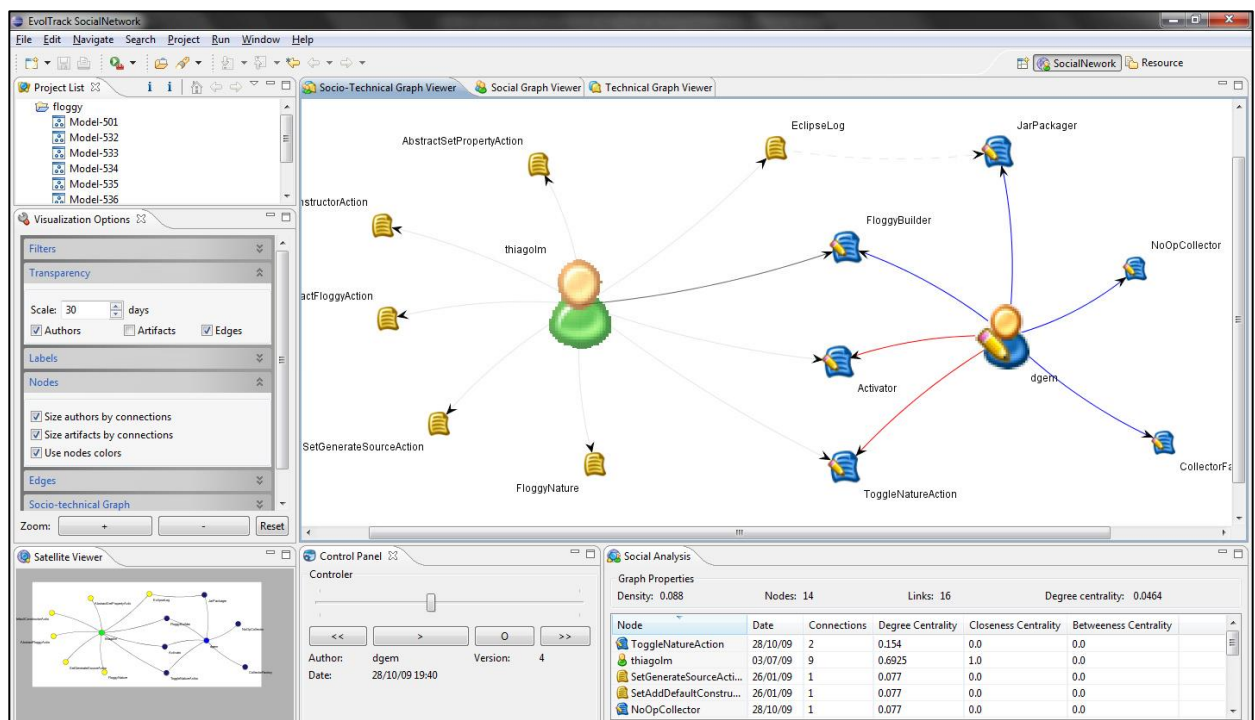 EvolTrack SocialNetwork
File Edit Navigate Search Project Run Window Help
SocialNework Resource
Project List
floggy
Model-501
Model-532
Model-533
Model-534
Model-535
Model-536
Visualization Options
Filters
Transparency
Scale: 30 days
Authors Artifacts Edges
Labels
Nodes
Size authors by connections
Size artifacts by connections
Use nodes colors
Edges
Socio-technical Graph
Zoom: + - Reset
Socio-Technical Graph Viewer Social Graph Viewer Technical Graph Viewer
EclipseLog JarPackager
AbstractSetPropertyAction
nstructorAction
FloggyBuilder
NoOpCollector
thiagolm
actFloggyAction
Activator
dgem
SetGenerateSourceAction
CollectorFa
FloggyNature
ToggleNatureAction
Satellite Viewer
Control Panel
Controler
<< > O >>
Author: dgem Version: 4
Date: 28/10/09 19:40
Social Analysis
Graph Properties
Density: 0.088 Nodes: 14 Links: 16 Degree centrality: 0.0464
Node Date Connections Degree Centrality Closeness Centrality Betweeness Centrality
ToggleNatureAction 28/10/09 2 0.154 0.0 0.0
thiagolm 03/07/09 9 0.6925 1.0 0.0
SetGenerateSourceActi... 26/01/09 1 0.077 0.0 0.0
SetAddDefaultConstru... 26/01/09 1 0.077 0.0 0.0
NoOpCollector 28/10/09 1 0.077 0.0 0.0